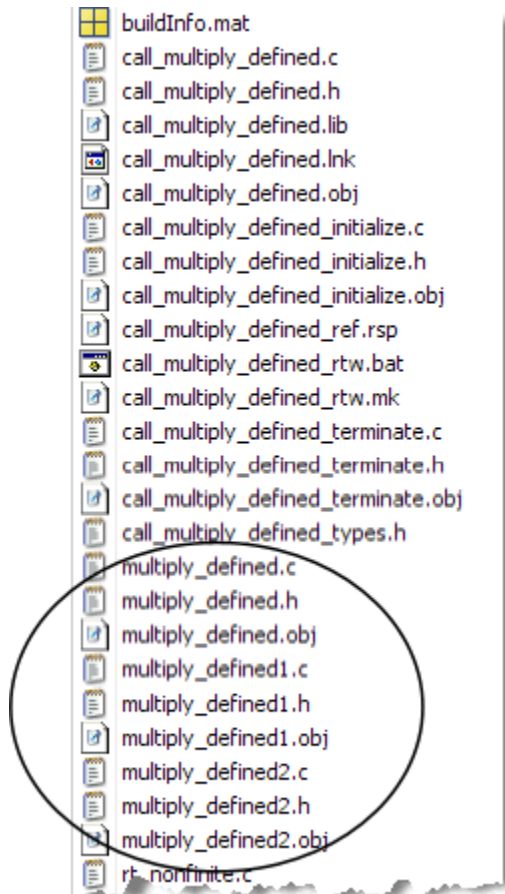 buildInfo.mat
call_multiply_defined.c
call_multiply_defined.h
call_multiply_defined.lib
call_multiply_defined.lnk
call_multiply_defined.obj
call_multiply_defined_initialize.c
call_multiply_defined_initialize.h
call_multiply_defined_initialize.obj
call_multiply_defined_ref.rsp
call_multiply_defined_rtw.bat
call_multiply_defined_rtw.mk
call_multiply_defined_terminate.c
call_multiply_defined_terminate.h
call_multiply_defined_terminate.obj
call_multiply_defined_types.h
multiply_defined.c
multiply_defined.h
multiply_defined.obj
multiply_defined1.c
multiply_defined1.h
multiply_defined1.obj
multiply_defined2.c
multiply_defined2.h
multiply_defined2.obj
rt_nonfinite.c